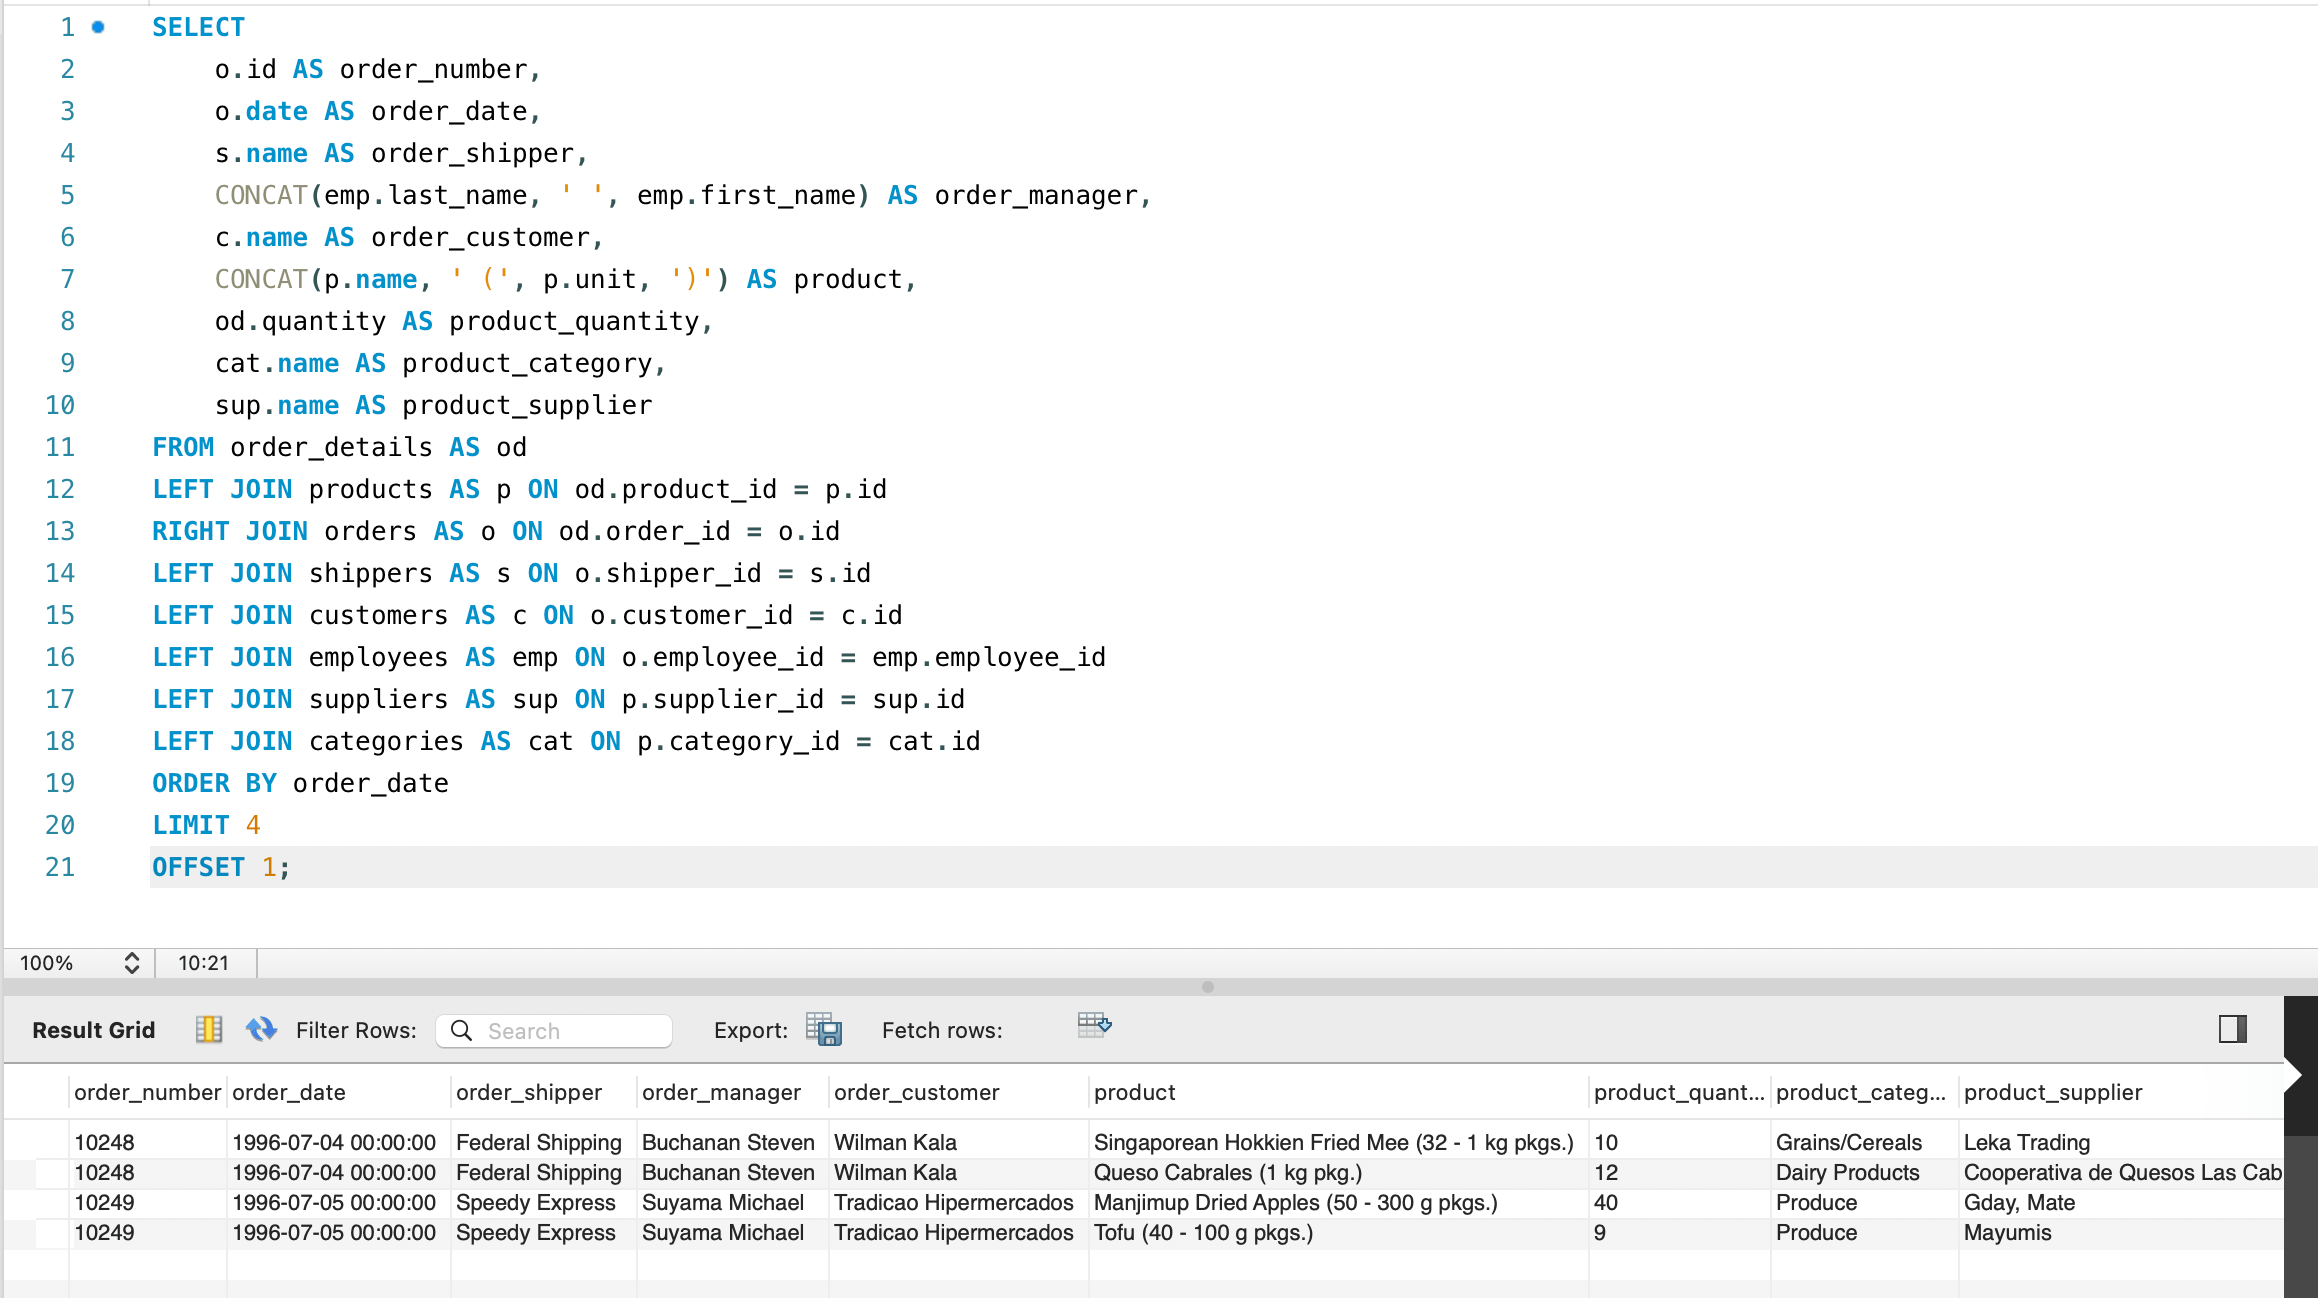 1 SELECT
2 o.id AS order_number,
3 o.date AS order_date,
4 s.name AS order_shipper,
5 CONCAT(emp.last_name, ' ', emp.first_name) AS order_manager,
6 c.name AS order_customer,
7 CONCAT(p.name, ' (', p.unit, ')') AS product,
8 od.quantity AS product_quantity,
9 cat.name AS product_category,
10 sup.name AS product_supplier
11 FROM order_details AS od
12 LEFT JOIN products AS p ON od.product_id = p.id
13 RIGHT JOIN orders AS o ON od.order_id = o.id
14 LEFT JOIN shippers AS s ON o.shipper_id = s.id
15 LEFT JOIN customers AS c ON o.customer_id = c.id
16 LEFT JOIN employees AS emp ON o.employee_id = emp.employee_id
17 LEFT JOIN suppliers AS sup ON p.supplier_id = sup.id
18 LEFT JOIN categories AS cat ON p.category_id = cat.id
19 ORDER BY order_date
20 LIMIT 4
21 OFFSET 1;
100% 10:21
Result Grid Filter Rows: Search Export: Fetch rows:
order_number order_date order_shipper order_manager order_customer product product_quant... product_categ... product_supplier
10248 1996-07-04 00:00:00 Federal Shipping Buchanan Steven Wilman Kala Singaporean Hokkien Fried Mee (32 - 1 kg pkgs.) 10 Grains/Cereals Leka Trading
10248 1996-07-04 00:00:00 Federal Shipping Buchanan Steven Wilman Kala Queso Cabrales (1 kg pkg.) 12 Dairy Products Cooperativa de Quesos Las Cab
10249 1996-07-05 00:00:00 Speedy Express Suyama Michael Tradicao Hipermercados Manjimup Dried Apples (50 - 300 g pkgs.) 40 Produce Gday, Mate
10249 1996-07-05 00:00:00 Speedy Express Suyama Michael Tradicao Hipermercados Tofu (40 - 100 g pkgs.) 9 Produce Mayumis